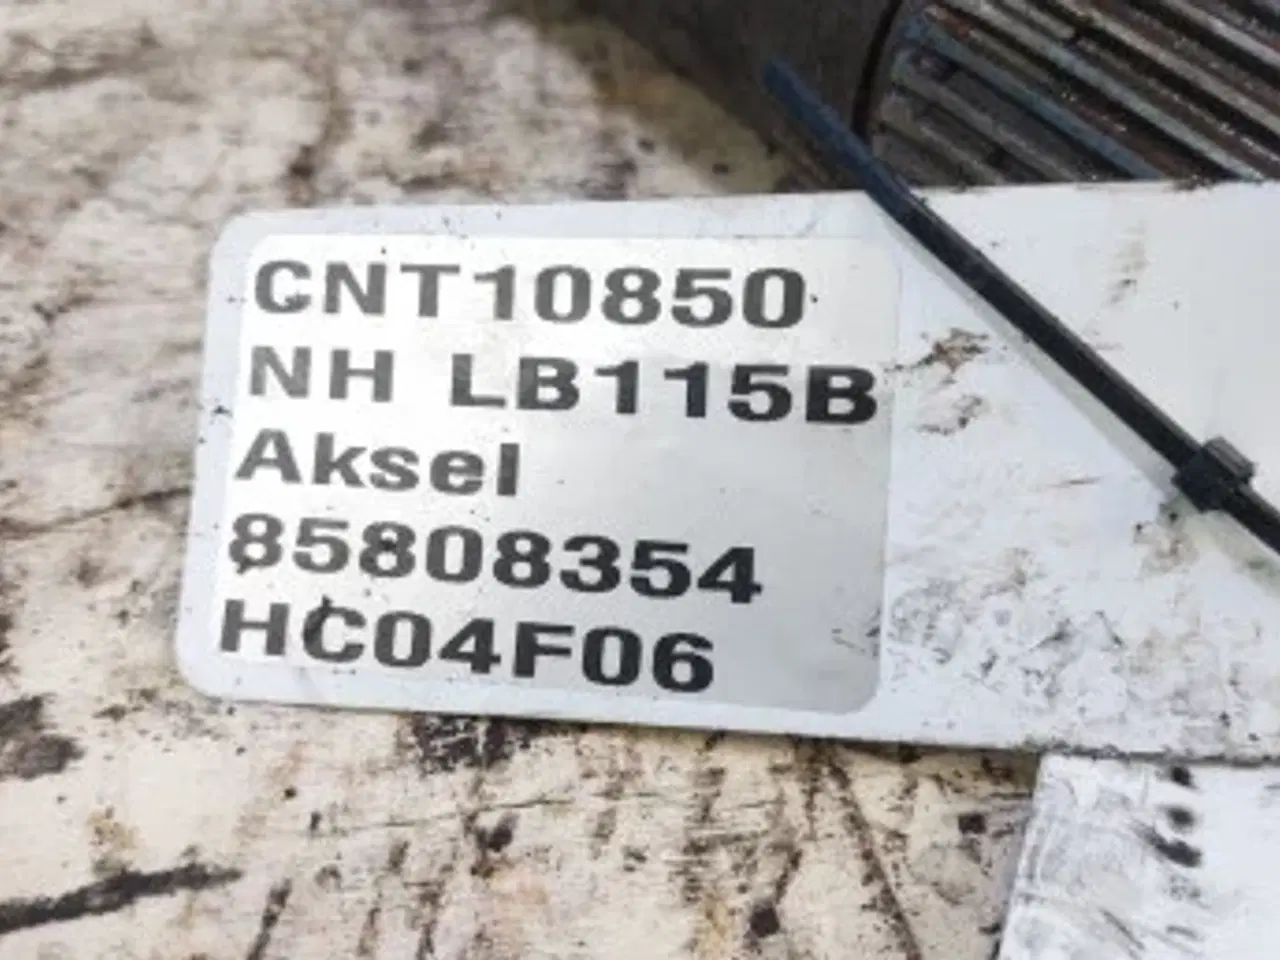 CNT10850
NH LB115B
Aksel
85808354
HC04F06